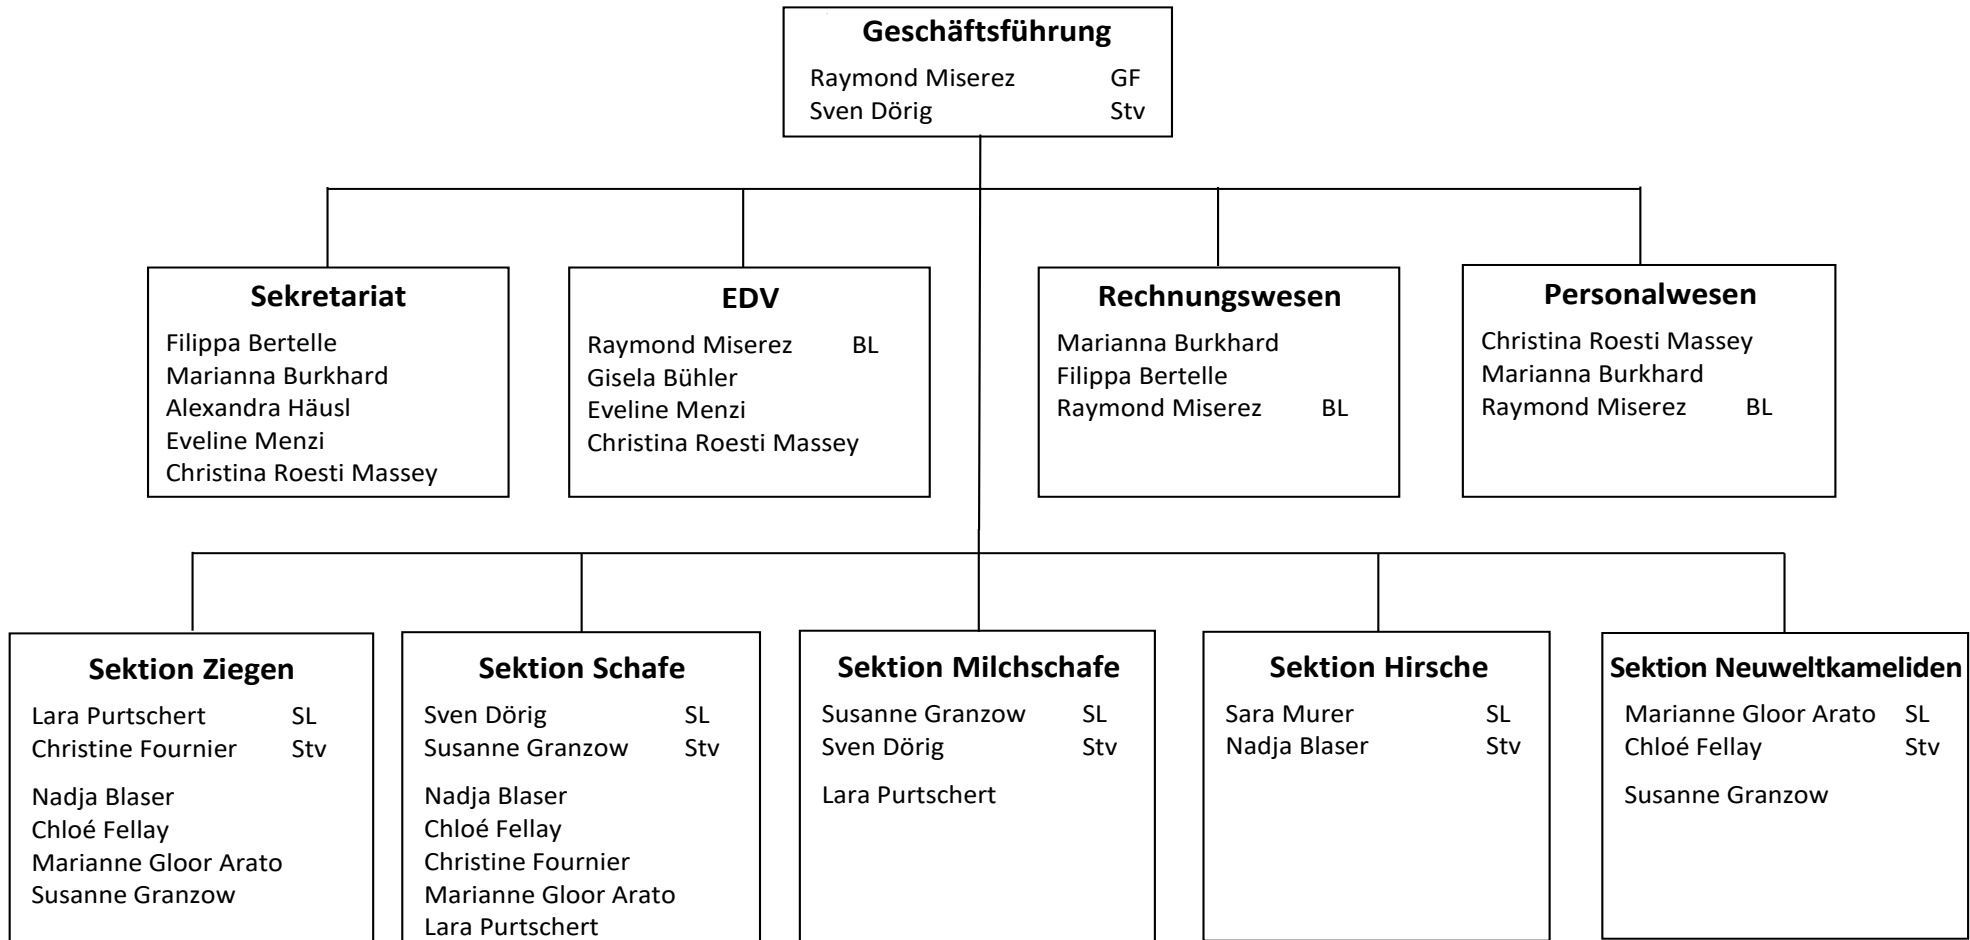 Geschäftsführung
Raymond Miserez GF
Sven Dörig Stv
Sekretariat
Filippa Bertelle
Marianna Burkhard
Alexandra Häusl
Eveline Menzi
Christina Roesti Massey
EDV
Raymond Miserez BL
Gisela Bühler
Eveline Menzi
Christina Roesti Massey
Rechnungswesen
Marianna Burkhard
Filippa Bertelle
Raymond Miserez BL
Personalwesen
Christina Roesti Massey
Marianna Burkhard
Raymond Miserez BL
Sektion Ziegen
Lara Purtschert SL
Christine Fournier Stv
Nadja Blaser
Chloé Fellay
Marianne Gloor Arato
Susanne Granzow
Sektion Schafe
Sven Dörig SL
Susanne Granzow Stv
Nadja Blaser
Chloé Fellay
Christine Fournier
Marianne Gloor Arato
Lara Purtschert
Sektion Milchschafe
Susanne Granzow SL
Sven Dörig Stv
Lara Purtschert
Sektion Hirsche
Sara Murer SL
Nadja Blaser Stv
Sektion Neuweltkameliden
Marianne Gloor Arato SL
Chloé Fellay Stv
Susanne Granzow